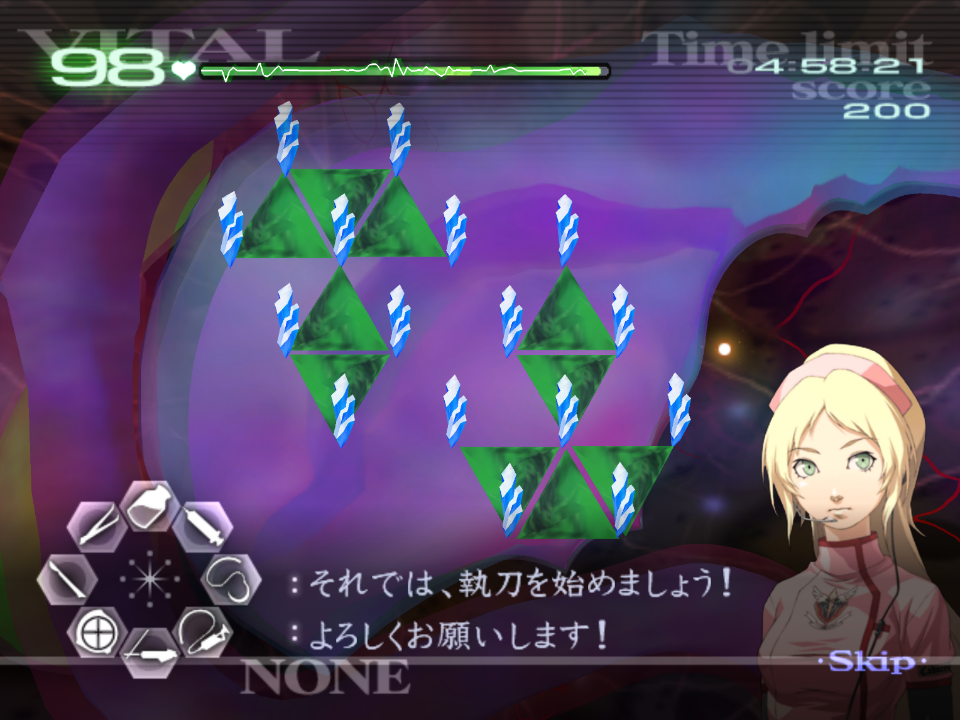 VITAL
98
Time limit
04:58:21
score
200
：それでは、執刀を始めましょう！
：よろしくお願いします！
NONE
・Skip・